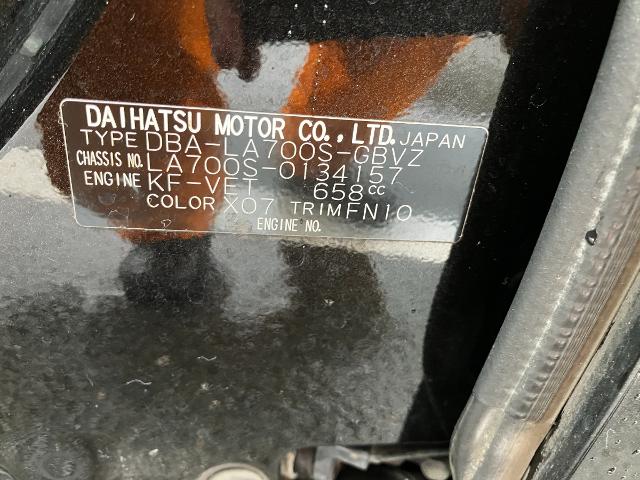 DAIHATSU MOTOR CO., LTD. JAPAN
TYPE DBA-LA700S-GBVZ
CHASSIS NO. LA700S-0134157
ENGINE KF-VET 658cc
COLOR X07 TRIM FN10
ENGINE NO.